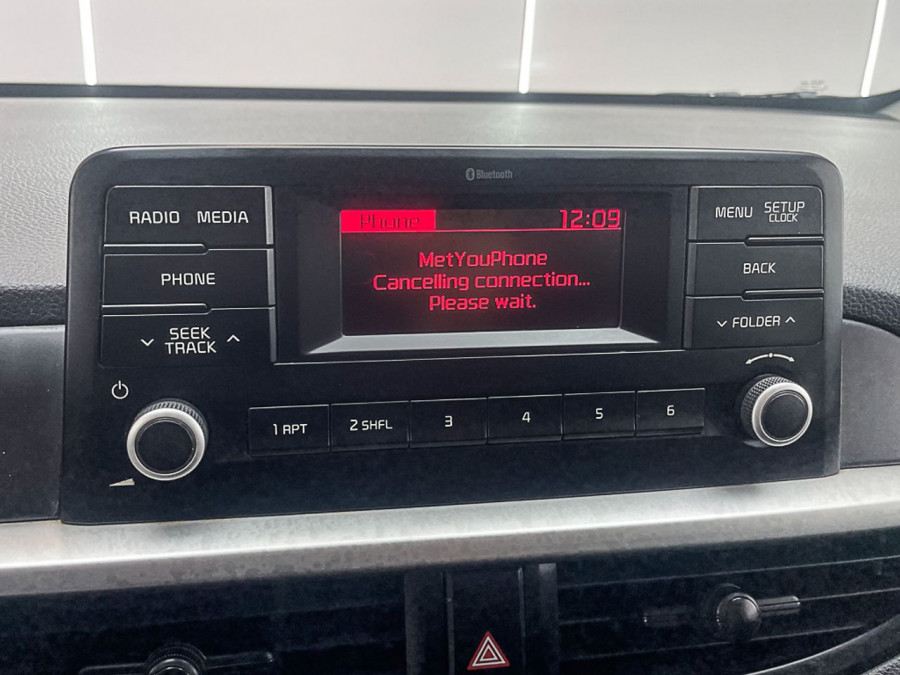 Bluetooth
RADIO MEDIA
PHONE
SEEK
TRACK
Phone 12:09
MetYouPhone
Cancelling connection...
Please wait.
MENU SETUP
CLOCK
BACK
FOLDER
1 RPT 2 SHFL 3 4 5 6